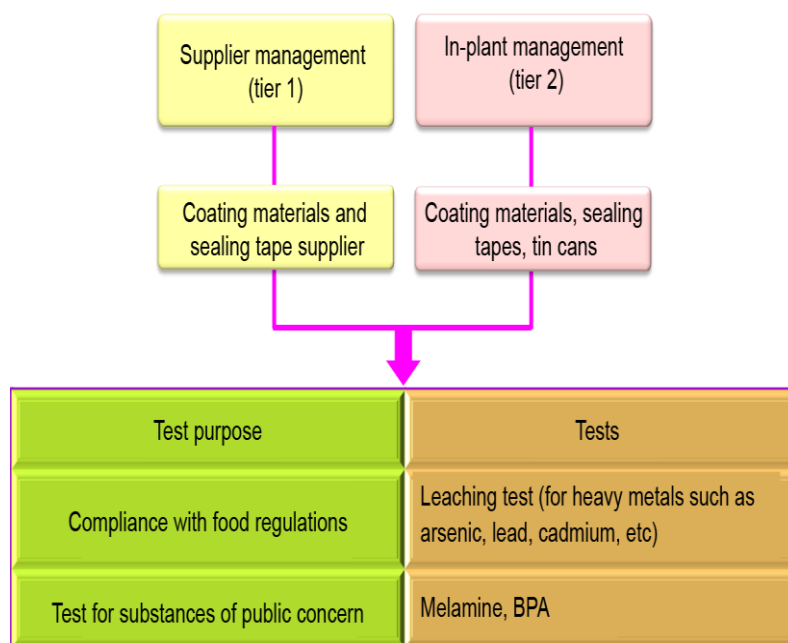 Supplier management
(tier 1)
In-plant management
(tier 2)
Coating materials and
sealing tape supplier
Coating materials, sealing
tapes, tin cans
Test purpose
Tests
Compliance with food regulations
Leaching test (for heavy metals such as
arsenic, lead, cadmium, etc)
Test for substances of public concern
Melamine, BPA